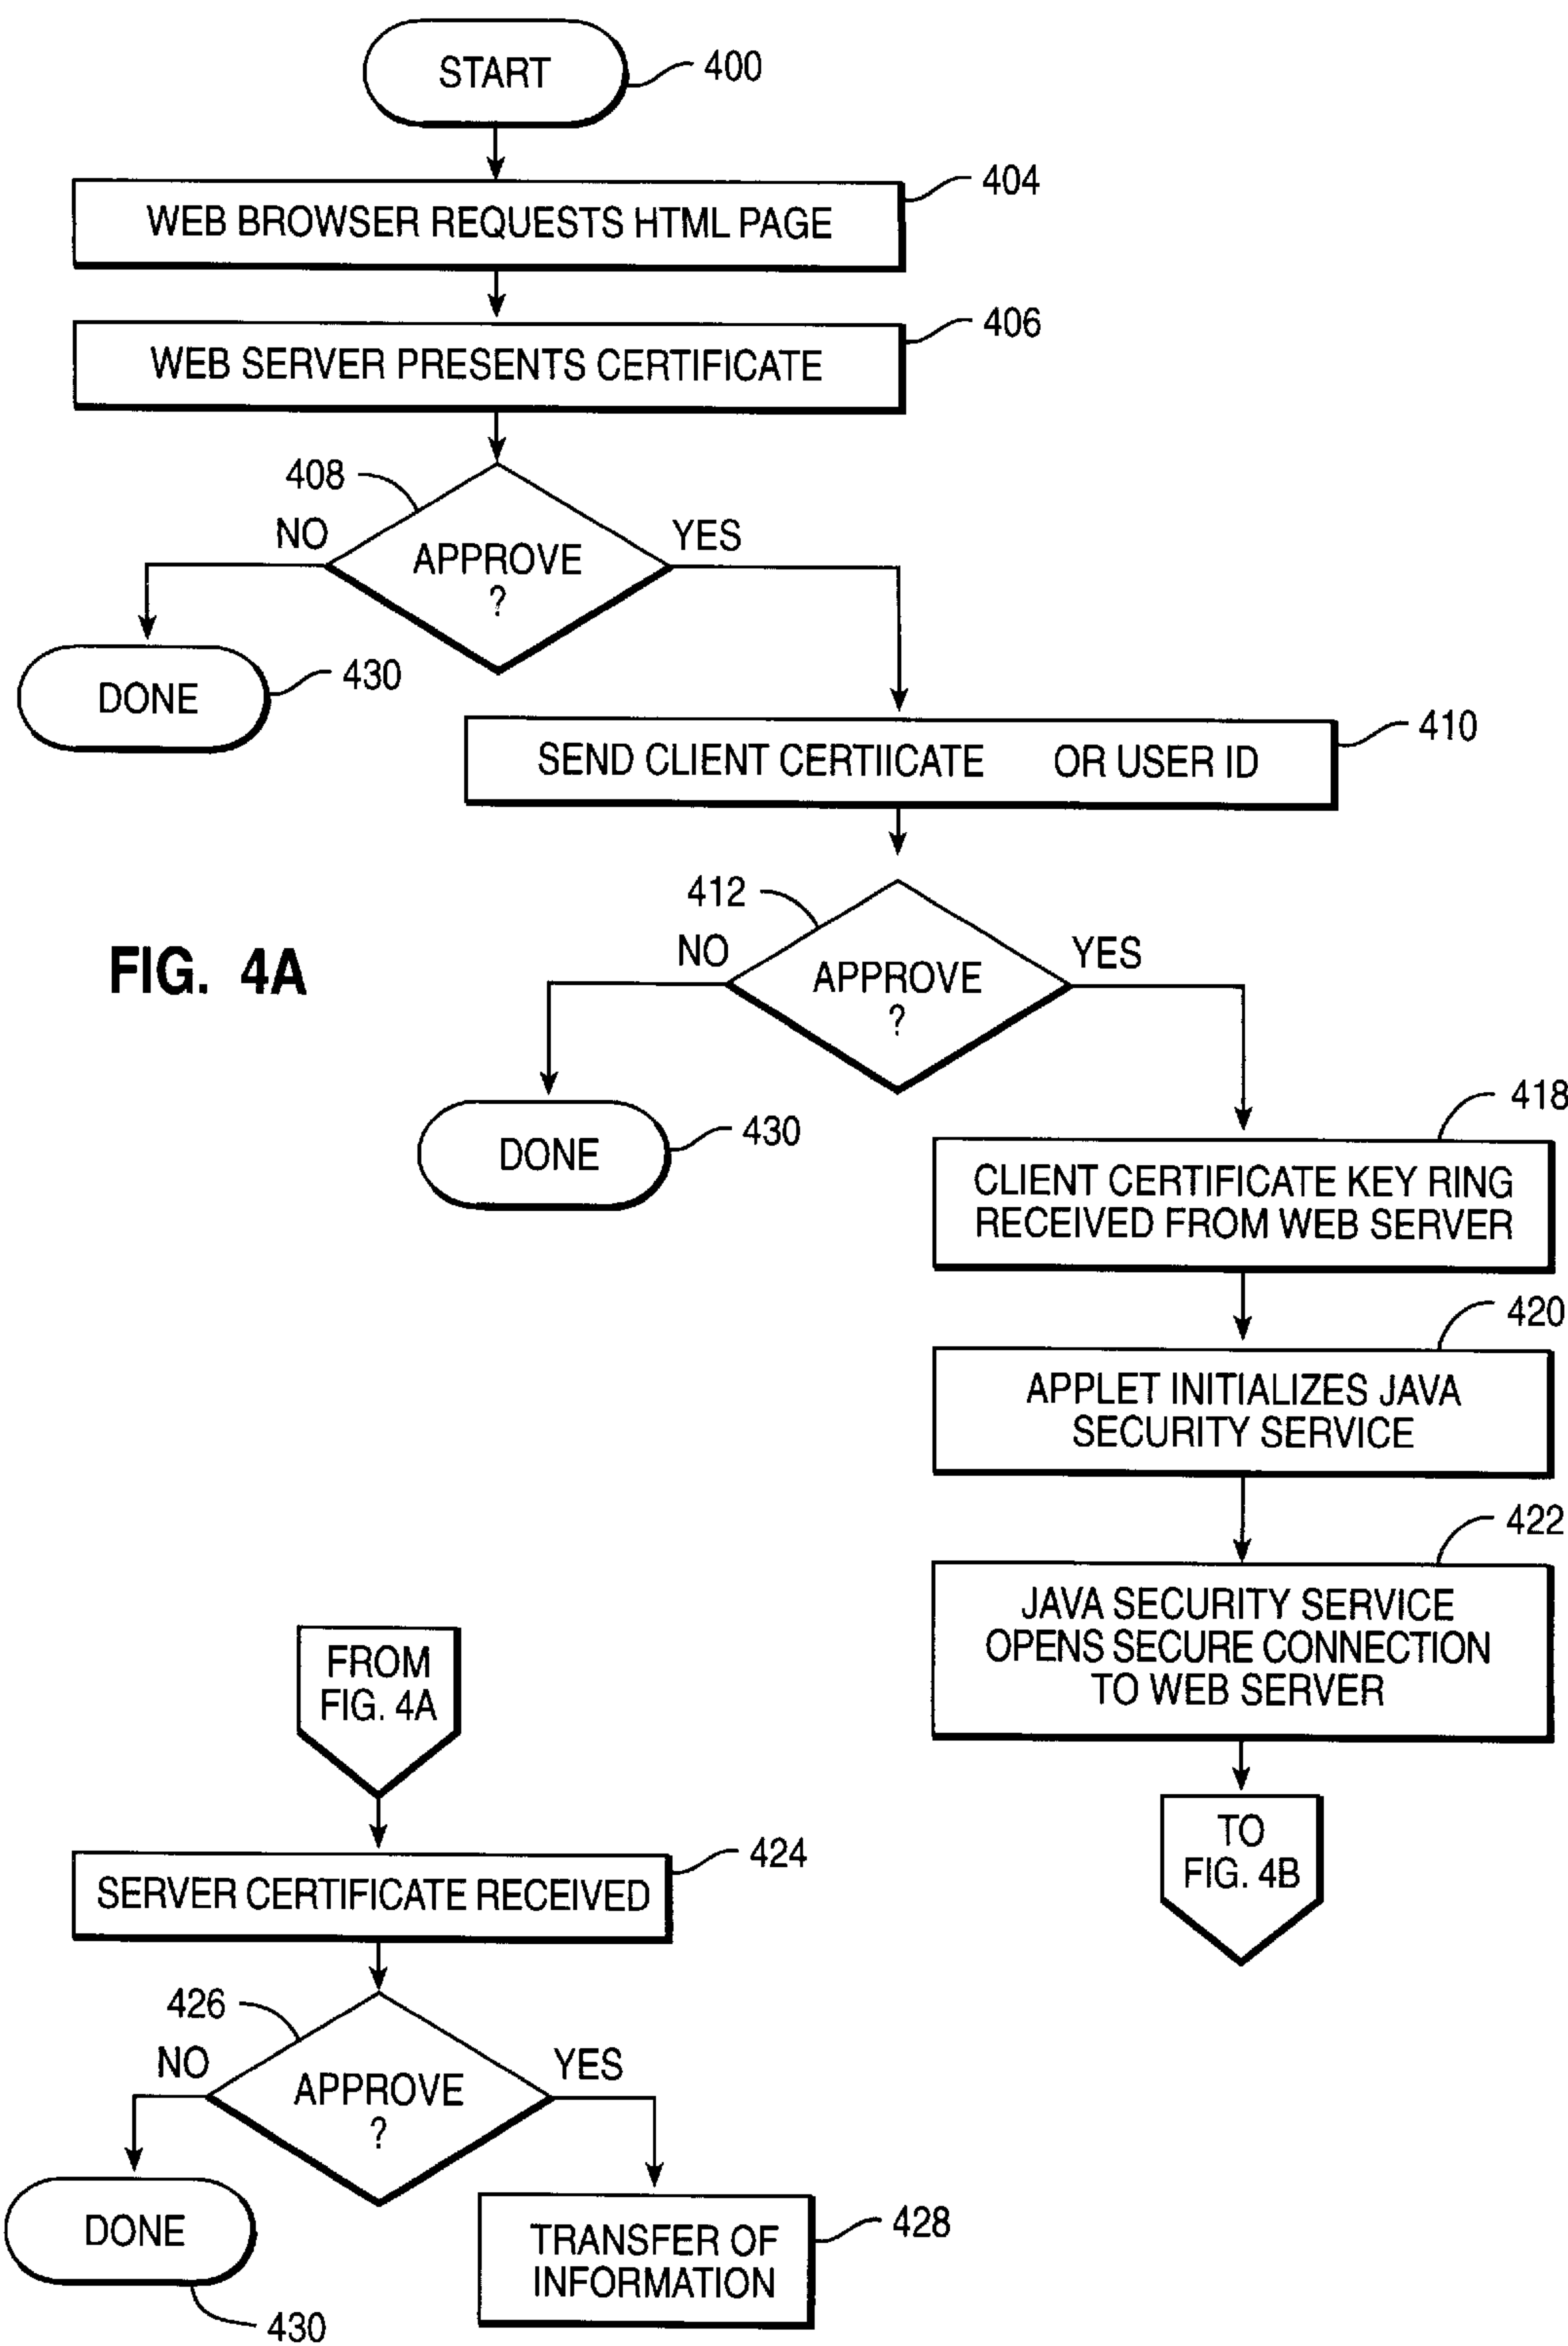 START
400
WEB BROWSER REQUESTS HTML PAGE
404
WEB SERVER PRESENTS CERTIFICATE
406
408
NO
YES
APPROVE
?
DONE
430
SEND CLIENT CERTIICATE OR USER ID
410
412
NO
YES
APPROVE
?
FIG. 4A
DONE
430
418
CLIENT CERTIFICATE KEY RING
RECEIVED FROM WEB SERVER
420
APPLET INITIALIZES JAVA
SECURITY SERVICE
422
JAVA SECURITY SERVICE
OPENS SECURE CONNECTION
TO WEB SERVER
TO
FIG. 4B
FROM
FIG. 4A
SERVER CERTIFICATE RECEIVED
424
426
NO
YES
APPROVE
?
DONE
430
TRANSFER OF
INFORMATION
428